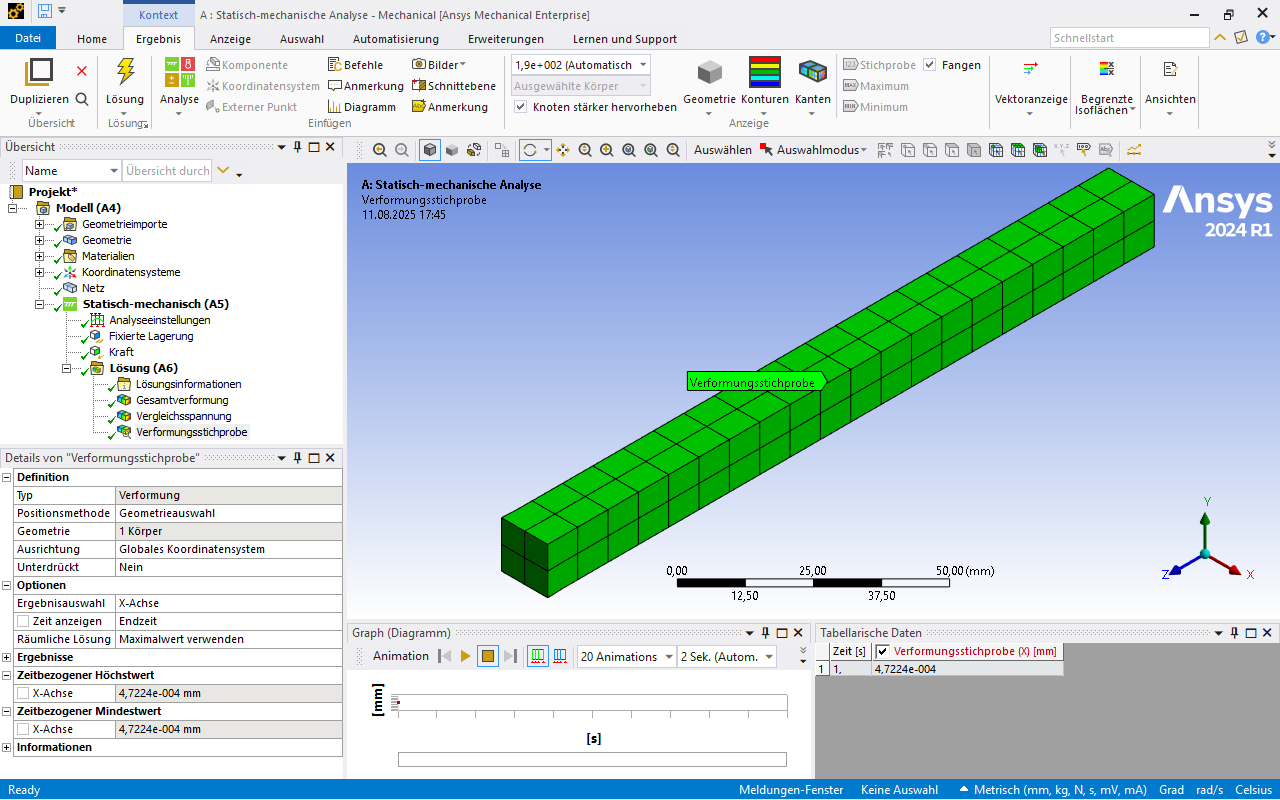 Kontext
A : Statisch-mechanische Analyse - Mechanical [Ansys Mechanical Enterprise]
Datei
Home
Ergebnis
Anzeige
Auswahl
Automatisierung
Erweiterungen
Lernen und Support
Schnellstart
Duplizieren
Übersicht
Lösung
Lösung
Analyse
Komponente
Koordinatensystem
Externer Punkt
Befehle
Anmerkung
Diagramm
Bilder
Schnittebene
Anmerkung
Einfügen
1,9e+002 (Automatisch
Ausgewählte Körper
Knoten stärker hervorheben
Geometrie
Konturen
Kanten
Anzeige
Stichprobe
Maximum
Minimum
Fangen
Vektoranzeige
Begrenzte
Isoflächen
Ansichten
Übersicht
Name
Übersicht durch
Projekt*
Modell (A4)
Geometrieimporte
Geometrie
Materialien
Koordinatensysteme
Netz
Statisch-mechanisch (A5)
Analyseeinstellungen
Fixierte Lagerung
Kraft
Lösung (A6)
Lösungsinformationen
Gesamtverformung
Vergleichsspannung
Verformungsstichprobe
Auswählen
Auswahlmodus
A: Statisch-mechanische Analyse
Verformungsstichprobe
11.08.2025 17:45
Ansys
2024 R1
Verformungsstichprobe
0,00
25,00
50,00 (mm)
12,50
37,50
Y
Z
X
Details von "Verformungsstichprobe"
Definition
Typ Verformung
Positionsmethode Geometrieauswahl
Geometrie 1 Körper
Ausrichtung Globales Koordinatensystem
Unterdrückt Nein
Optionen
Ergebnisauswahl X-Achse
Zeit anzeigen Endzeit
Räumliche Lösung Maximalwert verwenden
Ergebnisse
Zeitbezogener Höchstwert
X-Achse 4,7224e-004 mm
Zeitbezogener Mindestwert
X-Achse 4,7224e-004 mm
Informationen
Graph (Diagramm)
Animation
20 Animations
2 Sek. (Autom.
[mm]
[s]
Tabellarische Daten
Zeit [s] Verformungsstichprobe (X) [mm]
1 1, 4,7224e-004
Ready
Meldungen-Fenster
Keine Auswahl
Metrisch (mm, kg, N, s, mV, mA)
Grad
rad/s
Celsius